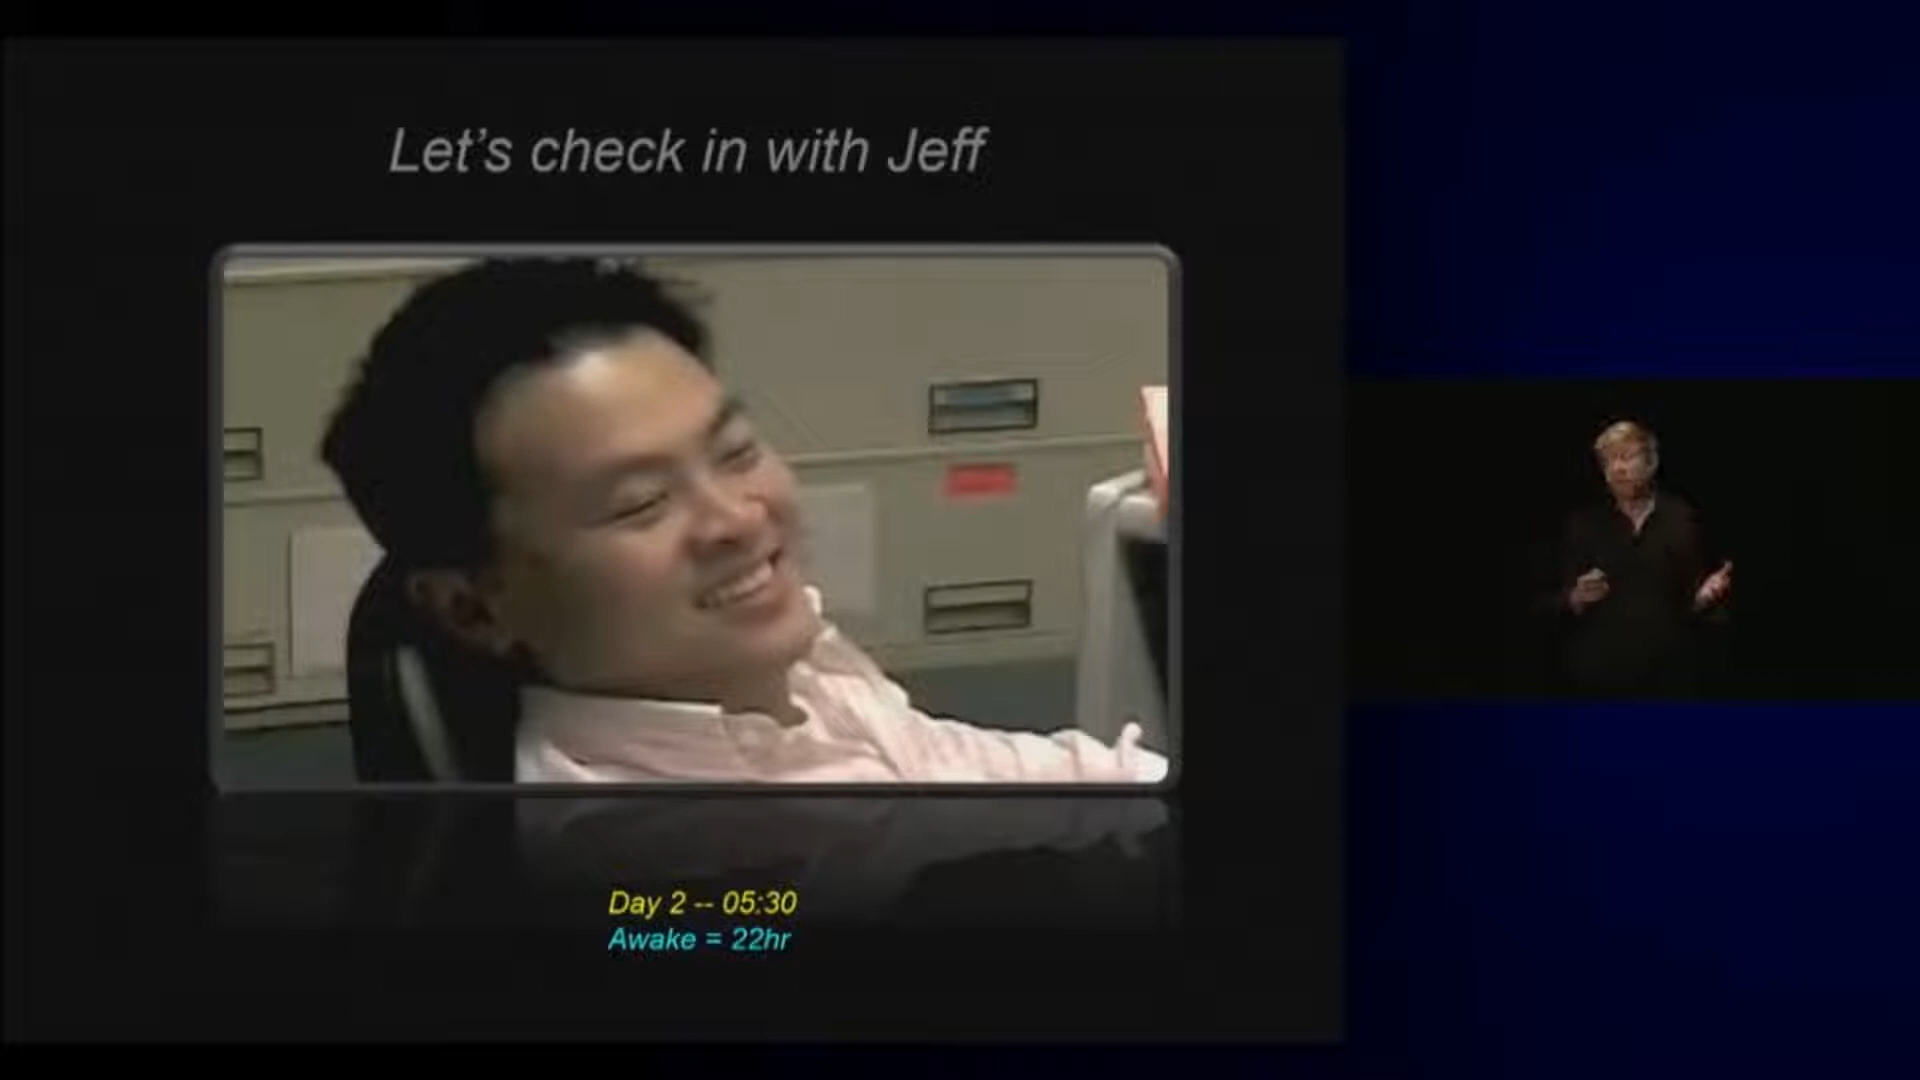 Let’s check in with Jeff
Day 2 -- 05:30
Awake = 22hr